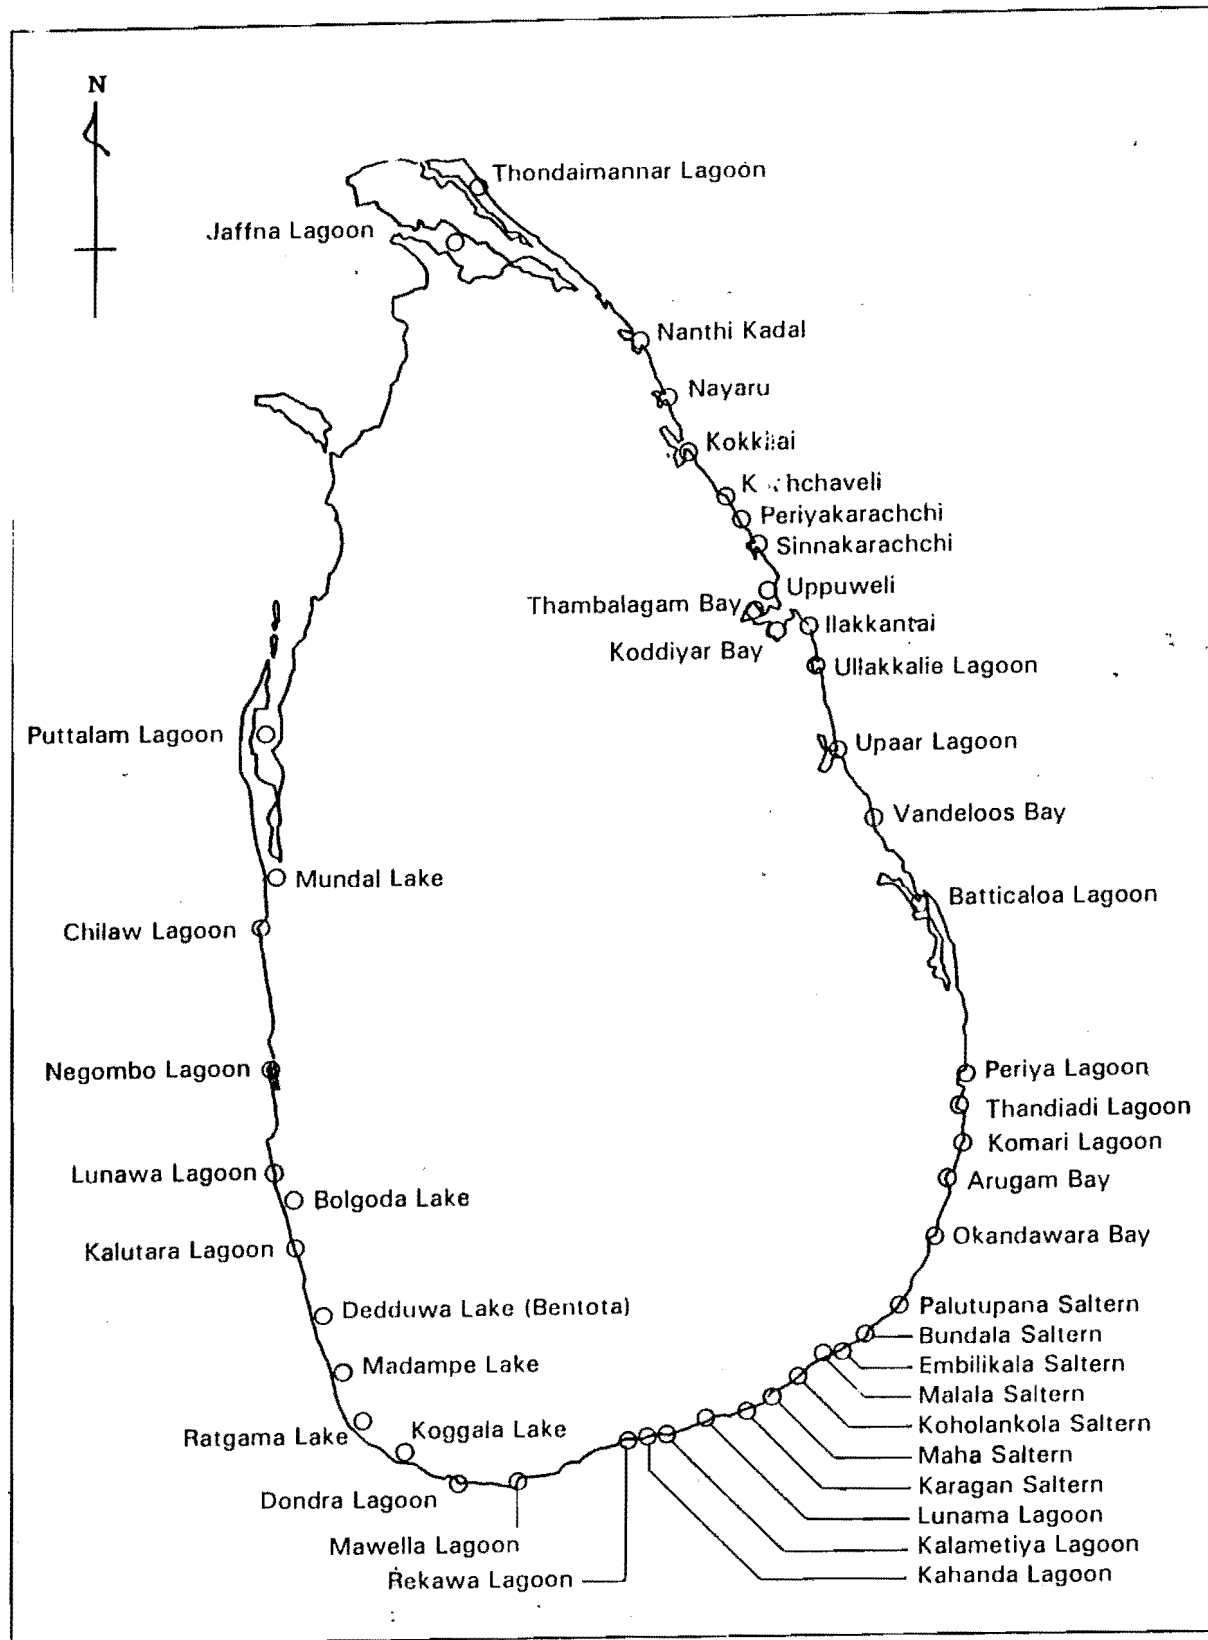 N
Thondaimannar Lagoon
Jaffna Lagoon
Nanthi Kadal
Nayaru
Kokkilai
Periyakarachchi
Sinnakarachchi
Uppuweli
Thambalagam Bay
Ilakkantai
Koddiyar Bay
Ullakkalie Lagoon
Puttalam Lagoon
Upaar Lagoon
Vandeloos Bay
Mundal Lake
Batticaloa Lagoon
Chilaw Lagoon
Negombo Lagoon
Periya Lagoon
Thandiadi Lagoon
Komari Lagoon
Lunawa Lagoon
Arugam Bay
Bolgoda Lake
Kalutara Lagoon
Okandawara Bay
Dedduwa Lake (Bentota)
Palutupana Saltern
Bundala Saltern
Madampe Lake
Embilikala Saltern
Malala Saltern
Koholankola Saltern
Ratgama Lake
Koggala Lake
Maha Saltern
Karagan Saltern
Dondra Lagoon
Lunama Lagoon
Mawella Lagoon
Kalametiya Lagoon
Rekawa Lagoon
Kahanda Lagoon